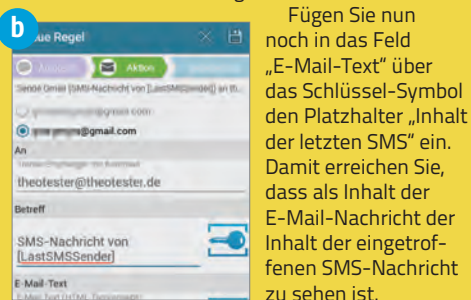 b
ue Regel
Aktion
Sende Gmail [SMS-Nachricht von [LastSMSSender]] an th...
@gmail.com
@gmail.com
An
theotester@theotester.de
Betreff
SMS-Nachricht von
[LastSMSSender]
E-Mail-Text
E-Mail Text (HTML
Fügen Sie nun
noch in das Feld
„E-Mail-Text“ über
das Schlüssel-Symbol
den Platzhalter „Inhalt
der letzten SMS“ ein.
Damit erreichen Sie,
dass als Inhalt der
E-Mail-Nachricht der
Inhalt der eingetrof-
fenen SMS-Nachricht
zu sehen ist.